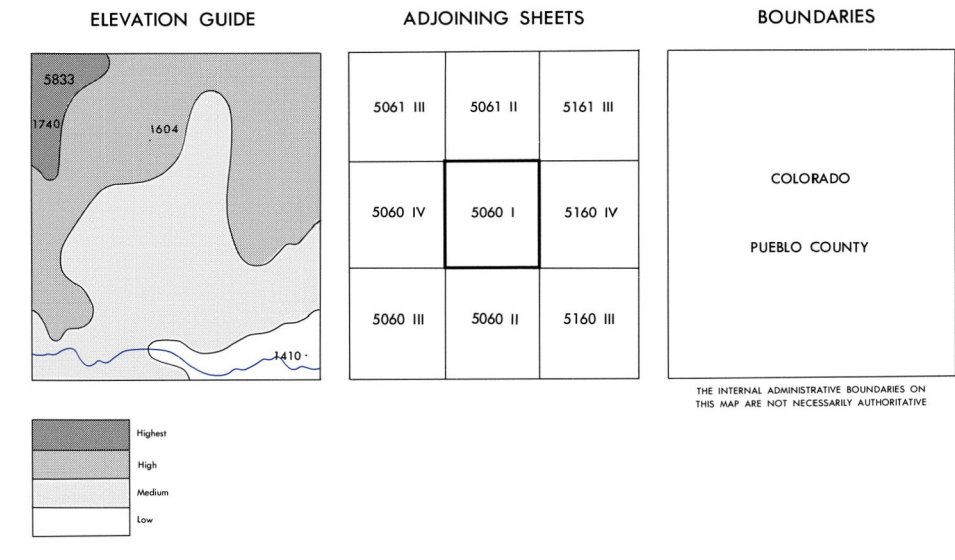 ELEVATION GUIDE
5833
1740
1604
1410
Highest
High
Medium
Low
ADJOINING SHEETS
5061 III
5061 II
5161 III
5060 IV
5060 I
5160 IV
5060 III
5060 II
5160 III
BOUNDARIES
COLORADO
PUEBLO COUNTY
THE INTERNAL ADMINISTRATIVE BOUNDARIES ON
THIS MAP ARE NOT NECESSARILY AUTHORITATIVE